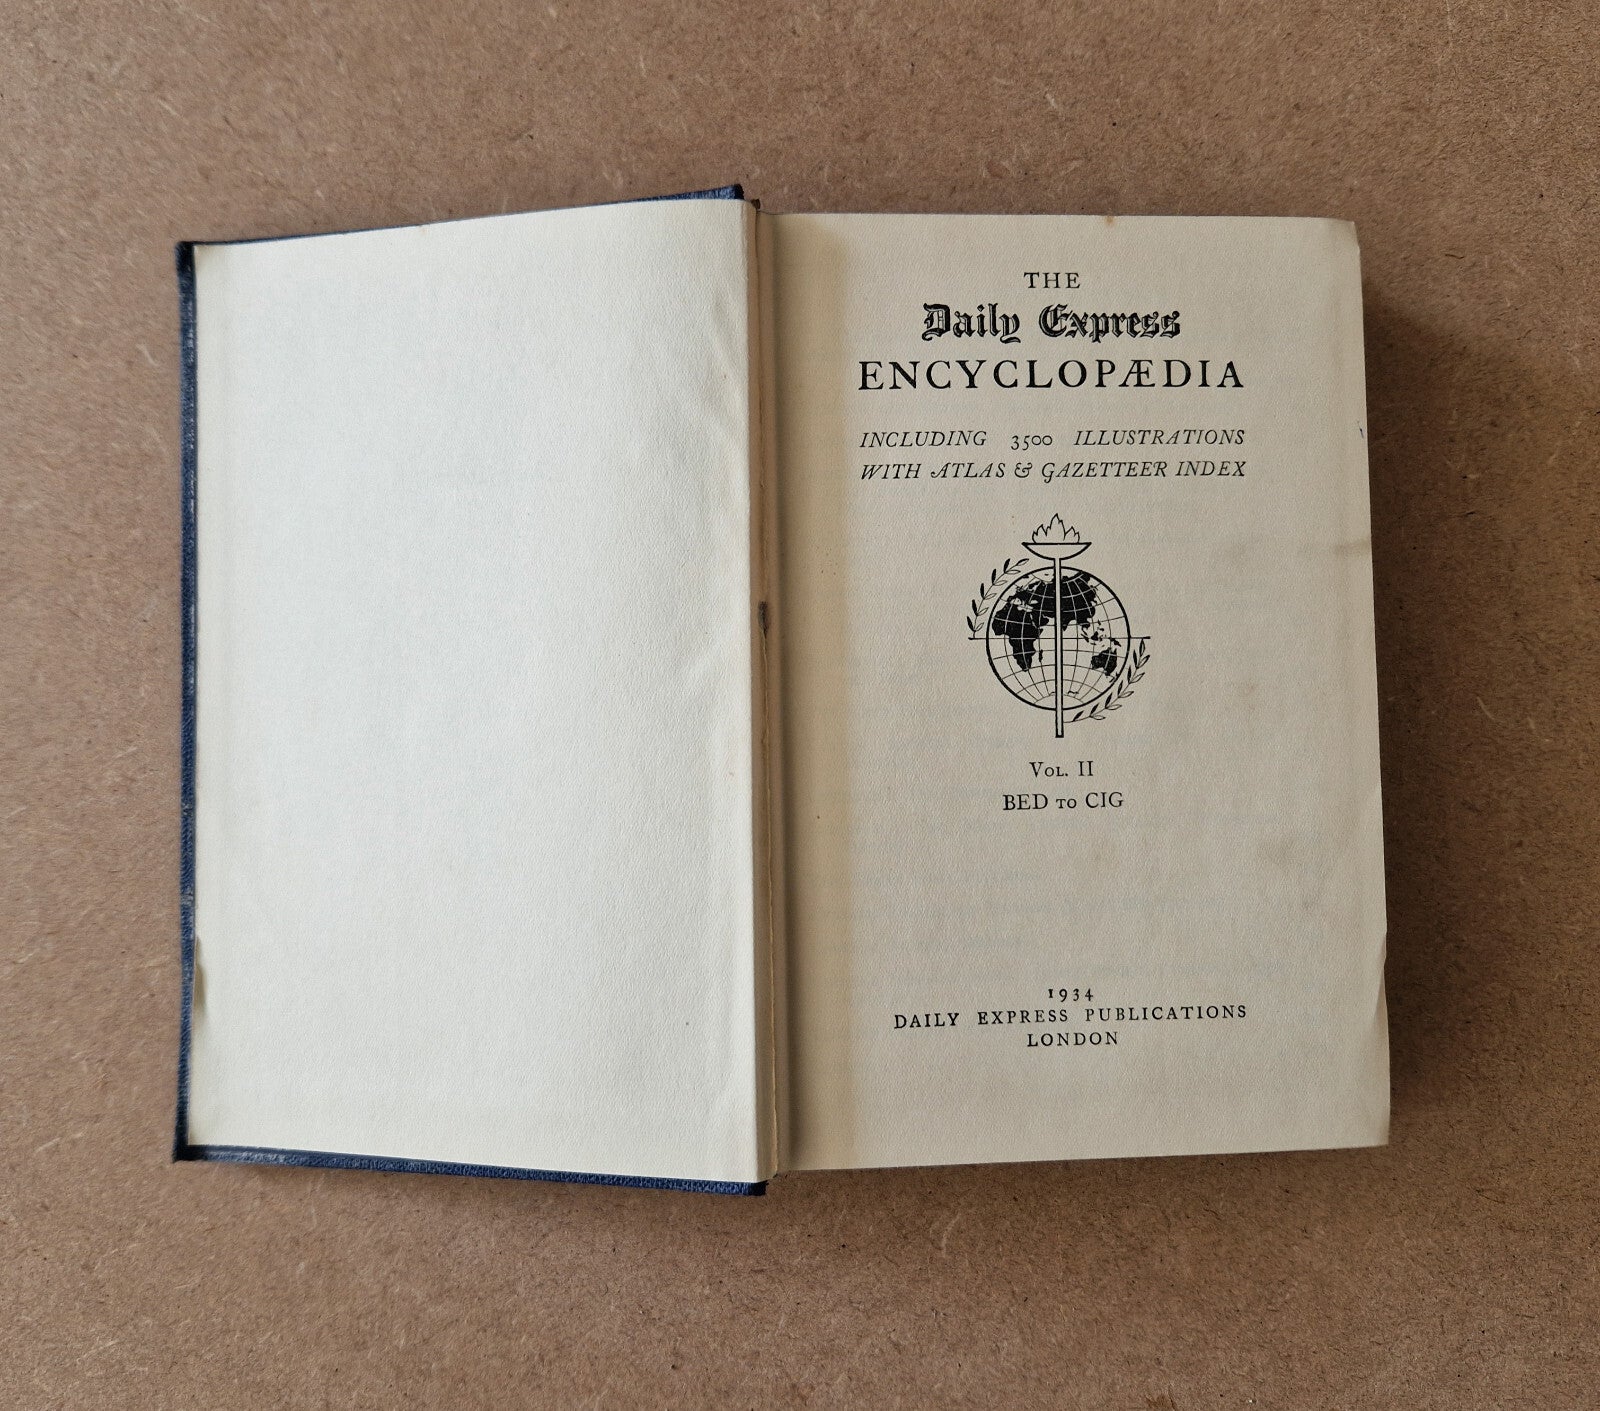 THE
Daily Express
ENCYCLOPÆDIA
INCLUDING 3500 ILLUSTRATIONS
WITH ATLAS & GAZETTEER INDEX
VOL. II
BED TO CIG
1934
DAILY EXPRESS PUBLICATIONS
LONDON